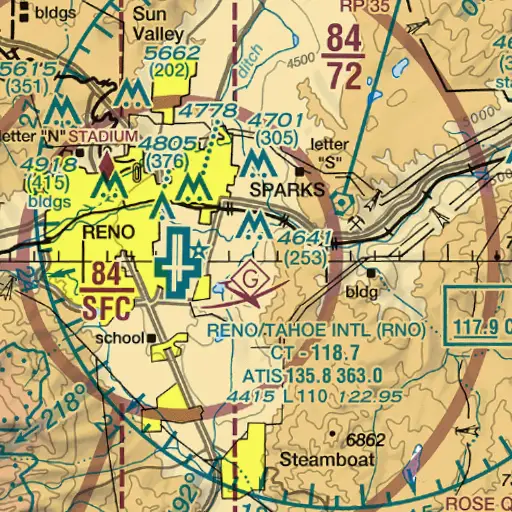 bldgs
Sun
Valley
RP 35
84
72
5662
(202)
ditch
4500
5615
(351)
4778
4701
(305)
5000
letter "N"
STADIUM
4805
(376)
letter
"S"
4918
(415)
bldgs
SPARKS
RENO
4641
(253)
G
84
SFC
bldg
school
RENO/TAHOE INTL (RNO)
CT - 118.7
ATIS 135.8 363.0
4415 L 110 122.95
117.9
218°
6862
Steamboat
192°
ROSE